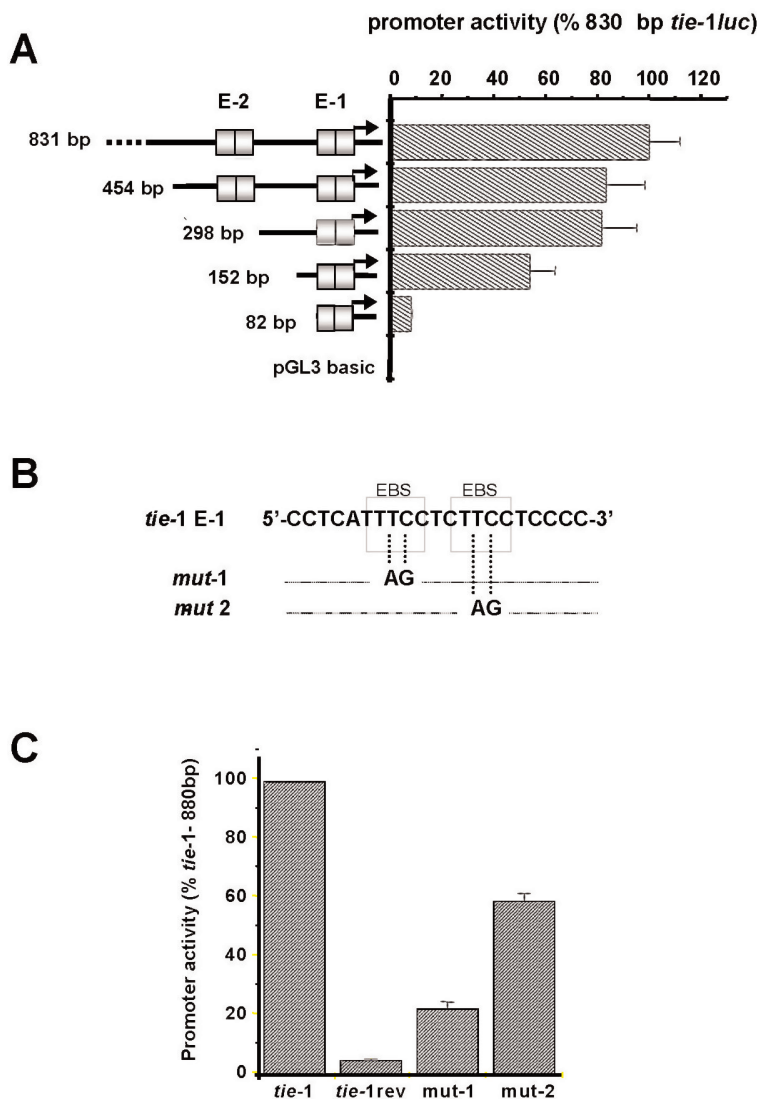 promoter activity (% 830 bp tie-1luc)
A
0 20 40 60 80 100 120
E-2 E-1
831 bp
454 bp
298 bp
152 bp
82 bp
pGL3 basic
B
EBS EBS
tie-1 E-1 5'-CCTCATTTCCTCTTCCTCCCC-3'
mut-1 AG
mut 2 AG
C
Promoter activity (% tie-1- 880bp)
100
80
60
40
20
0
tie-1 tie-1rev mut-1 mut-2